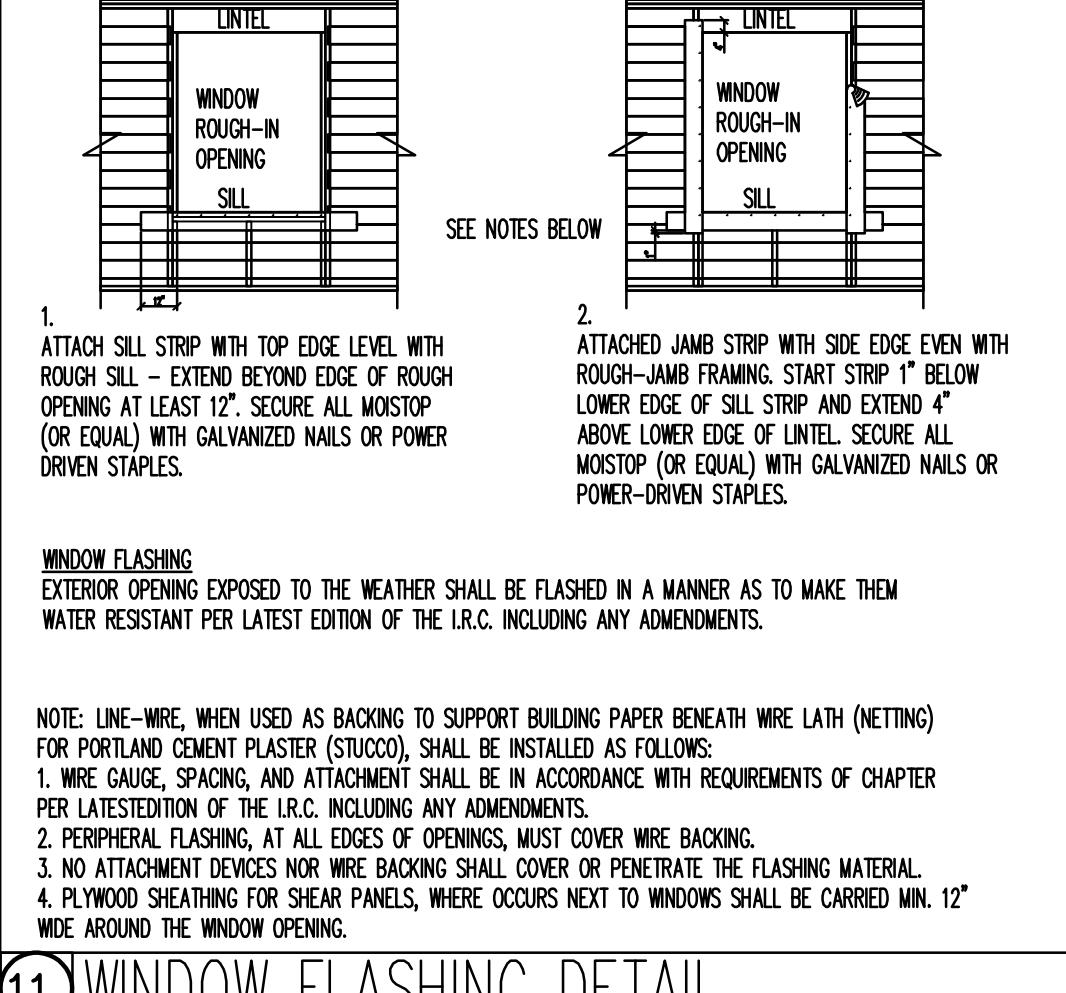 LINTEL
WINDOW
ROUGH-IN
OPENING
SILL
12"
LINTEL
WINDOW
ROUGH-IN
OPENING
SILL
1"
SEE NOTES BELOW
1.
ATTACH SILL STRIP WITH TOP EDGE LEVEL WITH
ROUGH SILL - EXTEND BEYOND EDGE OF ROUGH
OPENING AT LEAST 12". SECURE ALL MOISTOP
(OR EQUAL) WITH GALVANIZED NAILS OR POWER
DRIVEN STAPLES.
2.
ATTACHED JAMB STRIP WITH SIDE EDGE EVEN WITH
ROUGH-JAMB FRAMING. START STRIP 1" BELOW
LOWER EDGE OF SILL STRIP AND EXTEND 4"
ABOVE LOWER EDGE OF LINTEL. SECURE ALL
MOISTOP (OR EQUAL) WITH GALVANIZED NAILS OR
POWER-DRIVEN STAPLES.
WINDOW FLASHING
EXTERIOR OPENING EXPOSED TO THE WEATHER SHALL BE FLASHED IN A MANNER AS TO MAKE THEM
WATER RESISTANT PER LATEST EDITION OF THE I.R.C. INCLUDING ANY ADMENDMENTS.
NOTE: LINE-WIRE, WHEN USED AS BACKING TO SUPPORT BUILDING PAPER BENEATH WIRE LATH (NETTING)
FOR PORTLAND CEMENT PLASTER (STUCCO), SHALL BE INSTALLED AS FOLLOWS:
1. WIRE GAUGE, SPACING, AND ATTACHMENT SHALL BE IN ACCORDANCE WITH REQUIREMENTS OF CHAPTER
PER LATESTEDITION OF THE I.R.C. INCLUDING ANY ADMENDMENTS.
2. PERIPHERAL FLASHING, AT ALL EDGES OF OPENINGS, MUST COVER WIRE BACKING.
3. NO ATTACHMENT DEVICES NOR WIRE BACKING SHALL COVER OR PENETRATE THE FLASHING MATERIAL.
4. PLYWOOD SHEATHING FOR SHEAR PANELS, WHERE OCCURS NEXT TO WINDOWS SHALL BE CARRIED MIN. 12"
WIDE AROUND THE WINDOW OPENING.
11 WINDOW FLASHING DETAIL